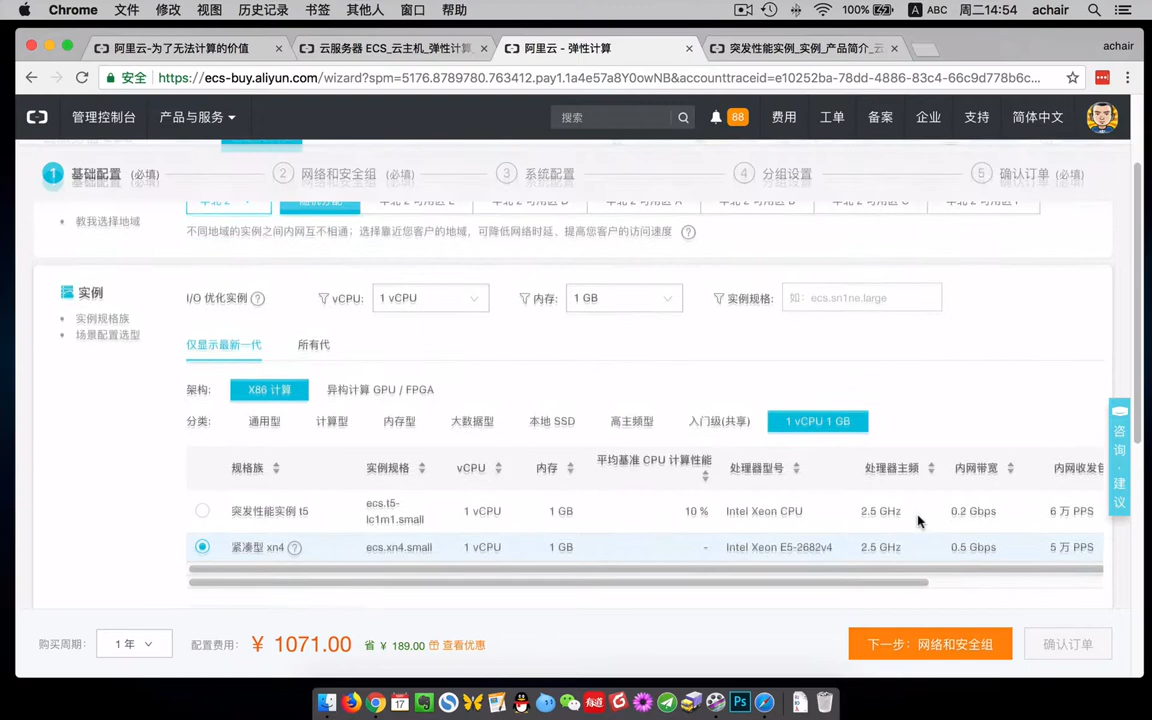 Chrome 文件 修改 视图 历史记录 书签 其他人 窗口 帮助 100% A ABC 周二14:54 achair
阿里云-为了无法计算的价值 × 云服务器 ECS_云主机_弹性计算 × 阿里云 - 弹性计算 × 突发性能实例_实例_产品简介_云 × achair
安全 https://ecs-buy.aliyun.com/wizard?spm=5176.8789780.763412.pay1.1a4e57a8Y0owNB&accounttraceid=e10252ba-78dd-4886-83c4-66c9d778b6c...
管理控制台 产品与服务 搜索 88 费用 工单 备案 企业 支持 简体中文
1 基础配置 (必填) 2 网络和安全组 (必填) 3 系统配置 4 分组设置 5 确认订单 (必填)
教我选择地域
不同地域的实例之间内网互不相通；选择靠近您客户的地域，可降低网络时延、提高您客户的访问速度 ?
实例
实例规格族
场景配置选型
I/O 优化实例 ? vCPU: 1 vCPU 内存: 1 GB 实例规格: 如: ecs.sn1ne.large
仅显示最新一代 所有代
架构: X86 计算 异构计算 GPU / FPGA
分类: 通用型 计算型 内存型 大数据型 本地 SSD 高主频型 入门级(共享) 1 vCPU 1 GB
规格族 实例规格 vCPU 内存 平均基准 CPU 计算性能 处理器型号 处理器主频 内网带宽 内网收发包
突发性能实例 t5 ecs.t5-lc1m1.small 1 vCPU 1 GB 10 % Intel Xeon CPU 2.5 GHz 0.2 Gbps 6 万 PPS
紧凑型 xn4 ? ecs.xn4.small 1 vCPU 1 GB - Intel Xeon E5-2682v4 2.5 GHz 0.5 Gbps 5 万 PPS
咨询·建议
购买周期: 1 年 配置费用: ¥ 1071.00 省 ¥ 189.00 查看优惠 下一步：网络和安全组 确认订单
17
有道
Ps